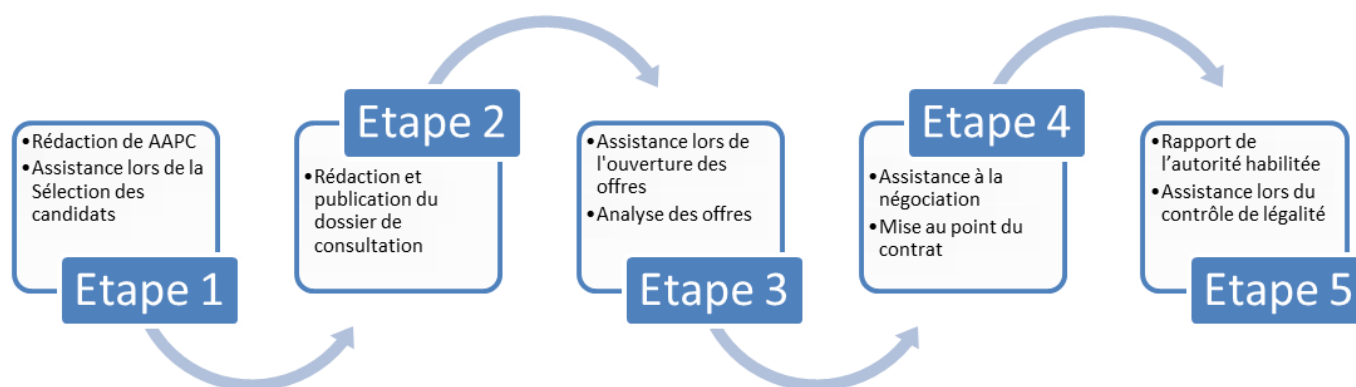 •Rédaction de AAPC
•Assistance lors de la
Sélection des
candidats
Etape 1
Etape 2
•Rédaction et
publication du
dossier de
consultation
•Assistance lors de
l'ouverture des
offres
•Analyse des offres
Etape 3
Etape 4
•Assistance à la
négociation
•Mise au point du
contrat
•Rapport de
l’autorité habilitée
•Assistance lors du
contrôle de légalité
Etape 5